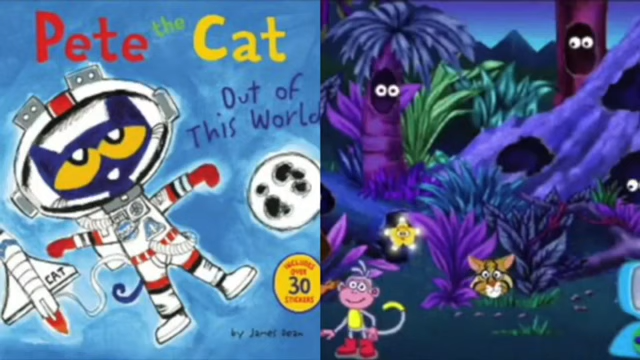 Pete the Cat
Out of
This World
CAT
INCLUDES
OVER
30
STICKERS
by James Dean